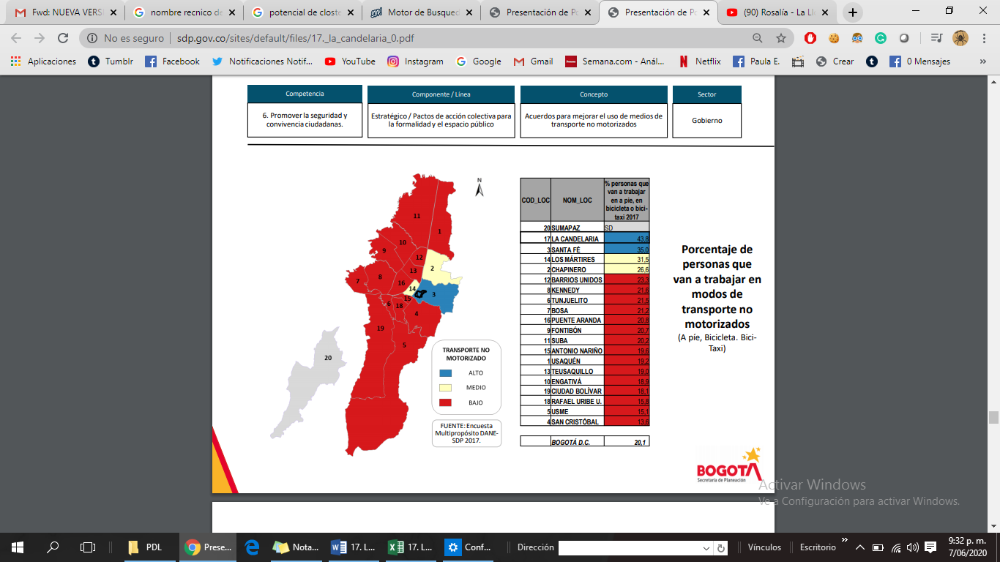 Fwd: NUEVA VERSI
nombre recnico de
potencial de closte
Motor de Busquec
Presentación de Po
Presentación de Po
(90) Rosalía - La Ll
No es seguro | sdp.gov.co/sites/default/files/17._la_candelaria_0.pdf
Aplicaciones
Tumblr
Facebook
Notificaciones Notif...
YouTube
Instagram
Google
Gmail
Semana.com - Anál...
Netflix
Paula E.
Crear
0 Mensajes
»
Competencia
Componente / Línea
Concepto
Sector
6. Promover la seguridad y
convivencia ciudadanas.
Estratégico / Pactos de acción colectiva para
la formalidad y el espacio público
Acuerdos para mejorar el uso de medios de
transporte no motorizados
Gobierno
N
11
1
10
9
12
2
13
8
7
16
14
3
15
6
18
4
19
5
20
TRANSPORTE NO
MOTORIZADO
ALTO
MEDIO
BAJO
FUENTE: Encuesta
Multipropósito DANE-
SDP 2017.
COD_LOC
NOM_LOC
% personas que
van a trabajar
en a pie, en
bicicleta o bici-
taxi 2017
20 SUMAPAZ SD
17 LA CANDELARIA 43,8
3 SANTA FÉ 35,0
14 LOS MÁRTIRES 31,5
2 CHAPINERO 26,6
12 BARRIOS UNIDOS 23,3
8 KENNEDY 21,6
6 TUNJUELITO 21,5
7 BOSA 21,2
16 PUENTE ARANDA 20,8
9 FONTIBÓN 20,7
11 SUBA 20,2
15 ANTONIO NARIÑO 19,6
1 USAQUÉN 19,2
13 TEUSAQUILLO 19,0
10 ENGATIVÁ 18,9
19 CIUDAD BOLÍVAR 18,1
18 RAFAEL URIBE U. 15,8
5 USME 15,1
4 SAN CRISTÓBAL 13,6
BOGOTÁ D.C. 20,1
Porcentaje de
personas que
van a trabajar en
modos de
transporte no
motorizados
(A píe, Bicicleta. Bici-
Taxi)
BOGOTÁ
Secretaría de Planeación
Activar Windows
Ve a Configuración para activar Windows.
PDL
Prese...
Nota...
17. L...
17. L...
Conf...
Dirección
Vínculos
Escritorio
»
9:32 p. m.
7/06/2020